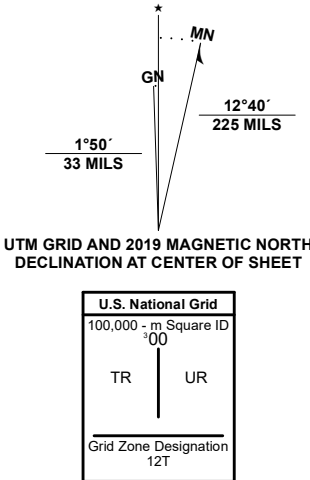 ★
MN
GN
12°40´
225 MILS
1°50´
33 MILS
UTM GRID AND 2019 MAGNETIC NORTH
DECLINATION AT CENTER OF SHEET
U.S. National Grid
100,000 - m Square ID
³00
TR UR
Grid Zone Designation
12T